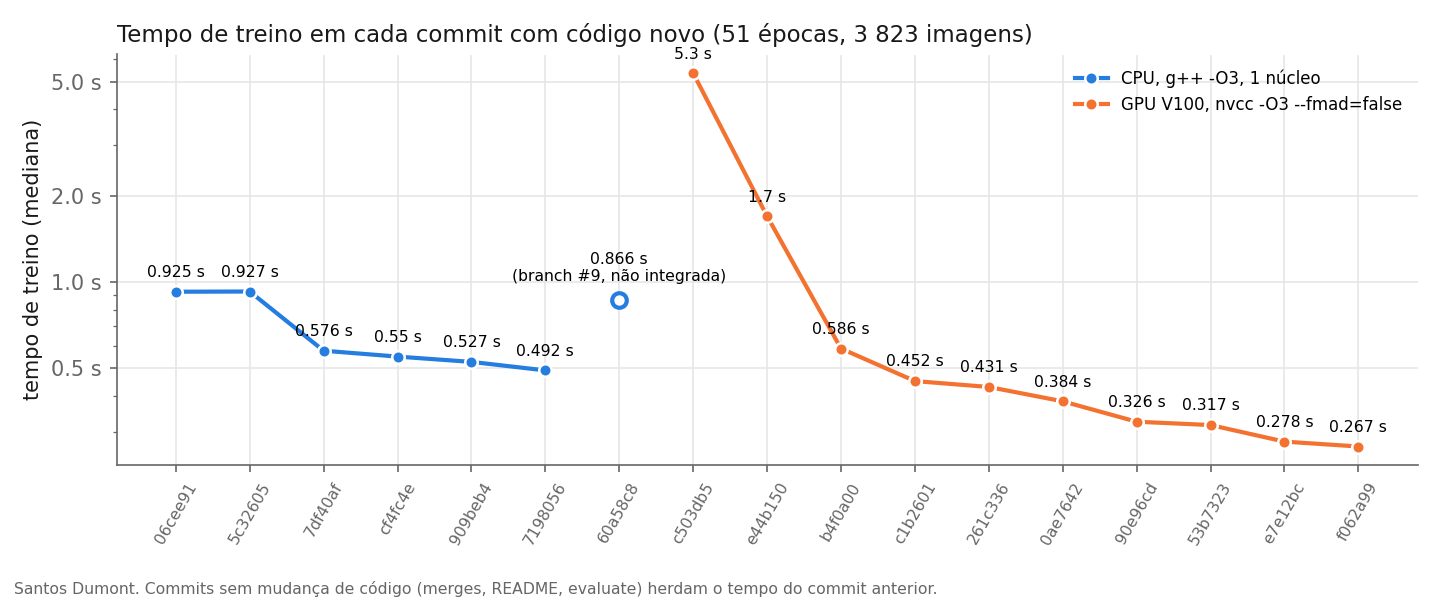 Tempo de treino em cada commit com código novo (51 épocas, 3 823 imagens)
tempo de treino (mediana)
5.0 s
2.0 s
1.0 s
0.5 s
CPU, g++ -O3, 1 núcleo
GPU V100, nvcc -O3 --fmad=false
0.925 s
0.927 s
0.576 s
0.55 s
0.527 s
0.492 s
0.866 s
(branch #9, não integrada)
5.3 s
1.7 s
0.586 s
0.452 s
0.431 s
0.384 s
0.326 s
0.317 s
0.278 s
0.267 s
06cee91
5c32605
7df40af
cf4fc4e
909beb4
7198056
60a58c8
c503db5
e44b150
b4f0a00
c1b2601
261c336
0ae7642
90e96cd
53b7323
e7e12bc
f062a99
Santos Dumont. Commits sem mudança de código (merges, README, evaluate) herdam o tempo do commit anterior.